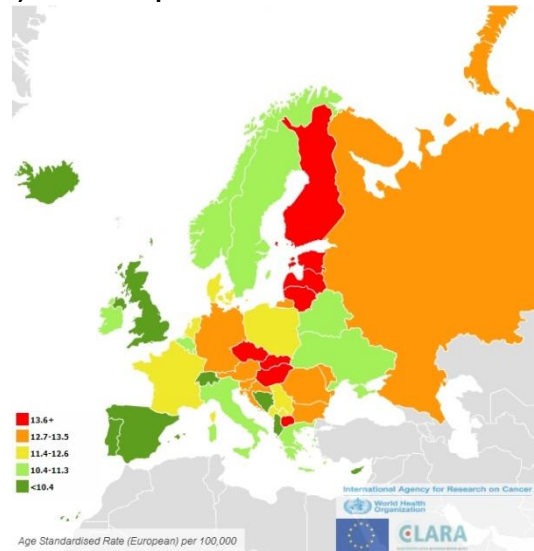 13.6+
12.7-13.5
11.4-12.6
10.4-11.3
<10.4
International Agency for Research on Cancer
World Health
Organization
CLARA
Age Standardised Rate (European) per 100,000